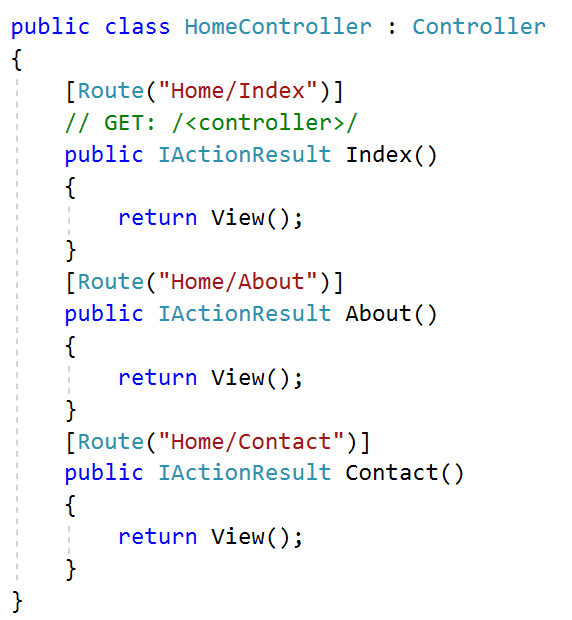 public class HomeController : Controller
{
[Route("Home/Index")]
// GET: /<controller>/
public IActionResult Index()
{
return View();
}
[Route("Home/About")]
public IActionResult About()
{
return View();
}
[Route("Home/Contact")]
public IActionResult Contact()
{
return View();
}
}